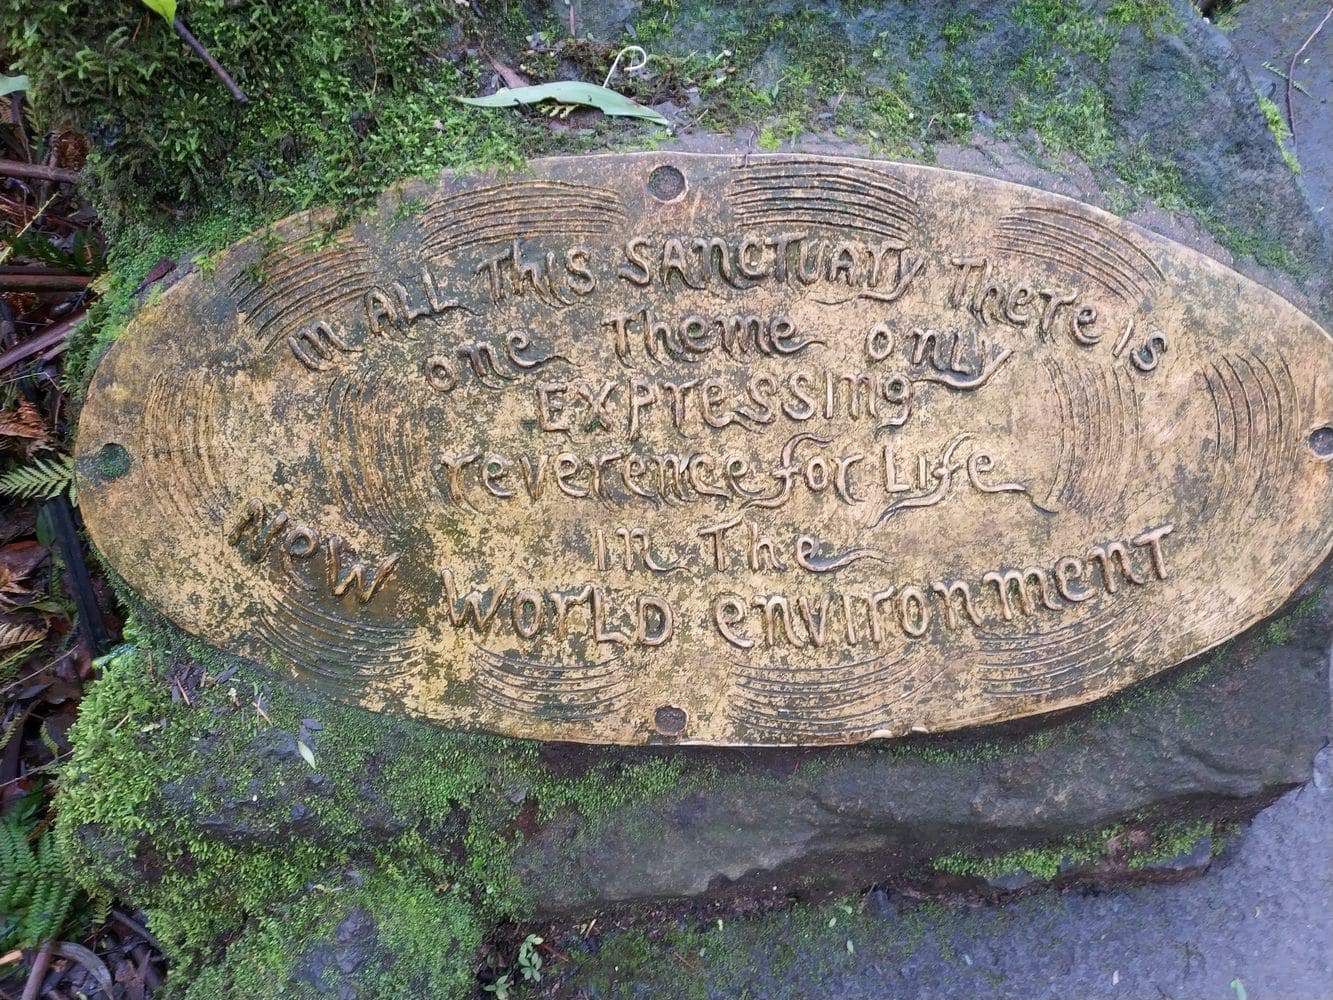 in ALL This SANCTUARY There is
one Theme only
Expressing
reverence for Life
in The
New World environment